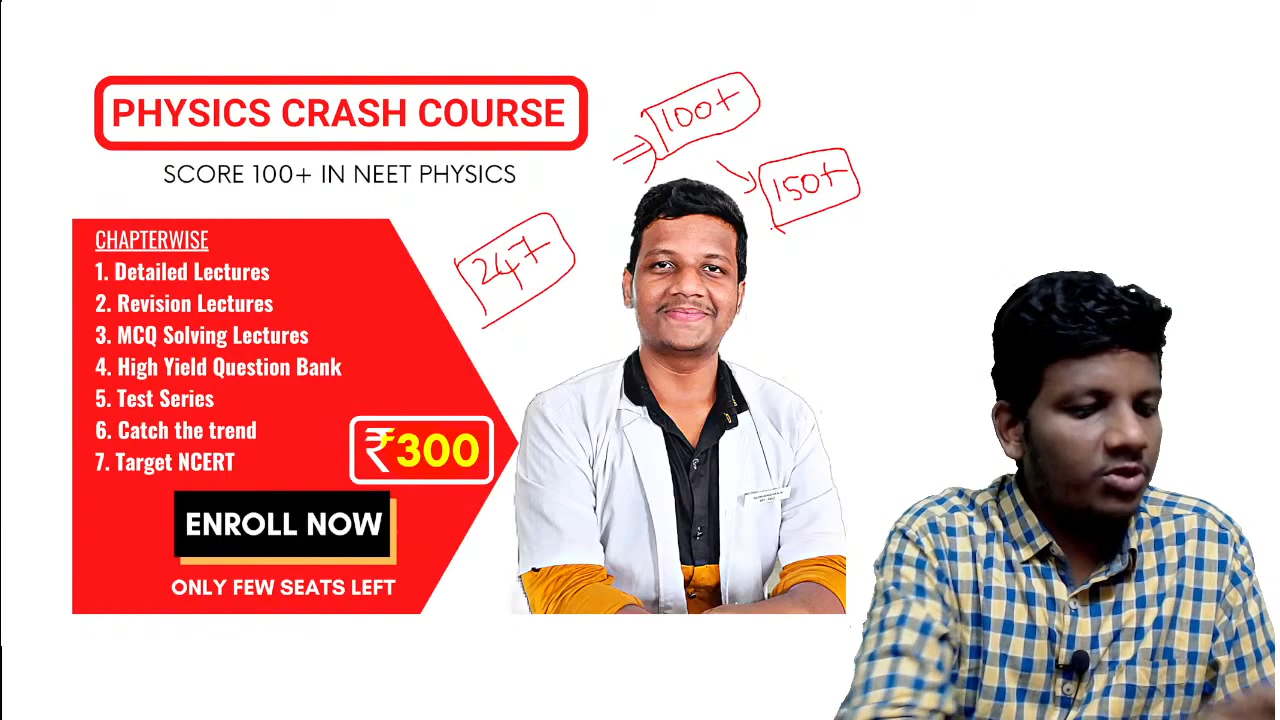 PHYSICS CRASH COURSE
SCORE 100+ IN NEET PHYSICS
100+
150+
247
CHAPTERWISE
1. Detailed Lectures
2. Revision Lectures
3. MCQ Solving Lectures
4. High Yield Question Bank
5. Test Series
6. Catch the trend
7. Target NCERT
₹300
ENROLL NOW
ONLY FEW SEATS LEFT